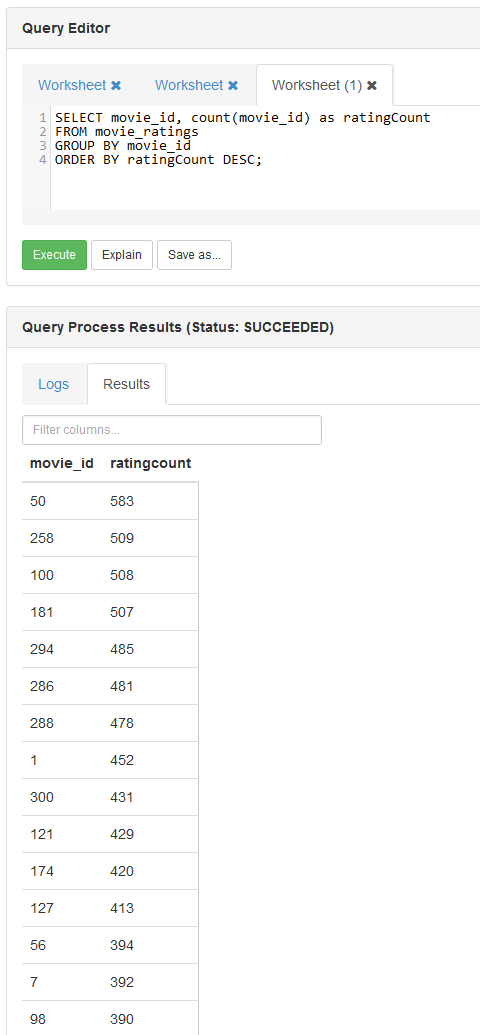 Query Editor
Worksheet ✖ Worksheet ✖ Worksheet (1) ✖
1 SELECT movie_id, count(movie_id) as ratingCount
2 FROM movie_ratings
3 GROUP BY movie_id
4 ORDER BY ratingCount DESC;
Execute Explain Save as...
Query Process Results (Status: SUCCEEDED)
Logs Results
Filter columns...
movie_id ratingcount
50 583
258 509
100 508
181 507
294 485
286 481
288 478
1 452
300 431
121 429
174 420
127 413
56 394
7 392
98 390